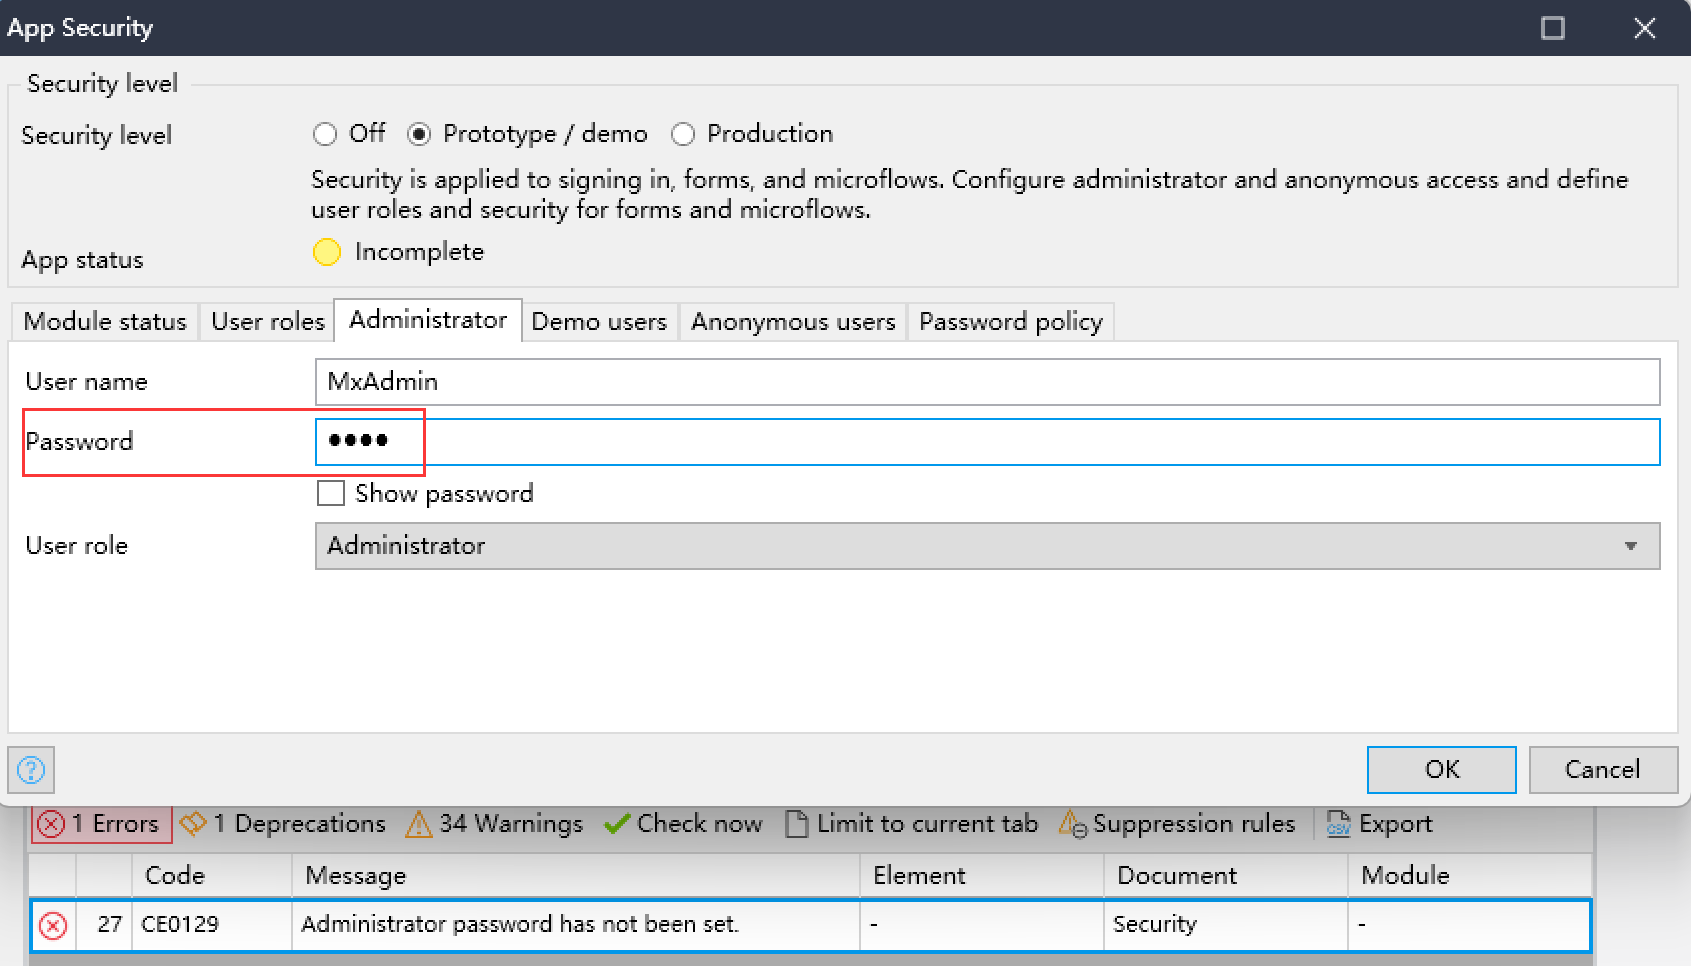 App Security
Security level
Security level Off Prototype / demo Production
Security is applied to signing in, forms, and microflows. Configure administrator and anonymous access and define
user roles and security for forms and microflows.
App status Incomplete
Module status User roles Administrator Demo users Anonymous users Password policy
User name MxAdmin
Password ••••
Show password
User role Administrator
? OK Cancel
1 Errors 1 Deprecations 34 Warnings Check now Limit to current tab Suppression rules CSV Export
Code Message Element Document Module
27 CE0129 Administrator password has not been set. - Security -